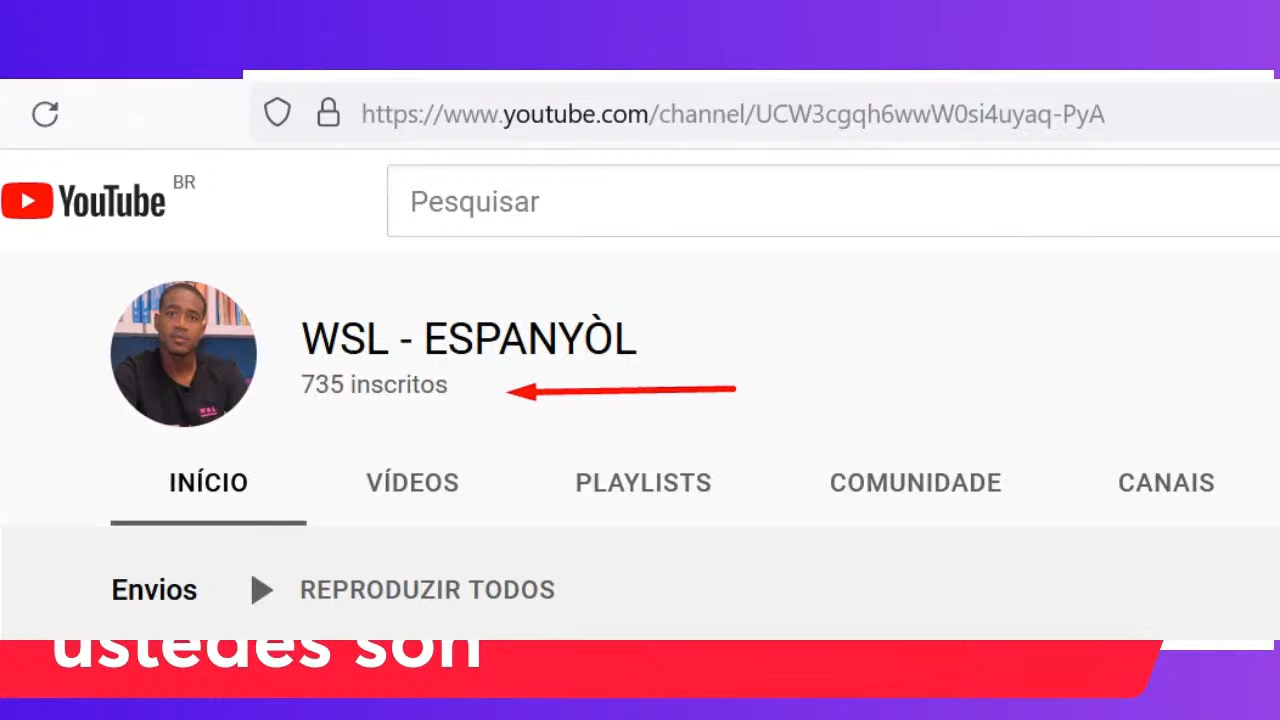 https://www.youtube.com/channel/UCW3cgqh6wwW0si4uyaq-PyA
YouTube BR
Pesquisar
WSL - ESPANYÒL
735 inscritos
INÍCIO VÍDEOS PLAYLISTS COMUNIDADE CANAIS
Envios REPRODUZIR TODOS
ustedes son